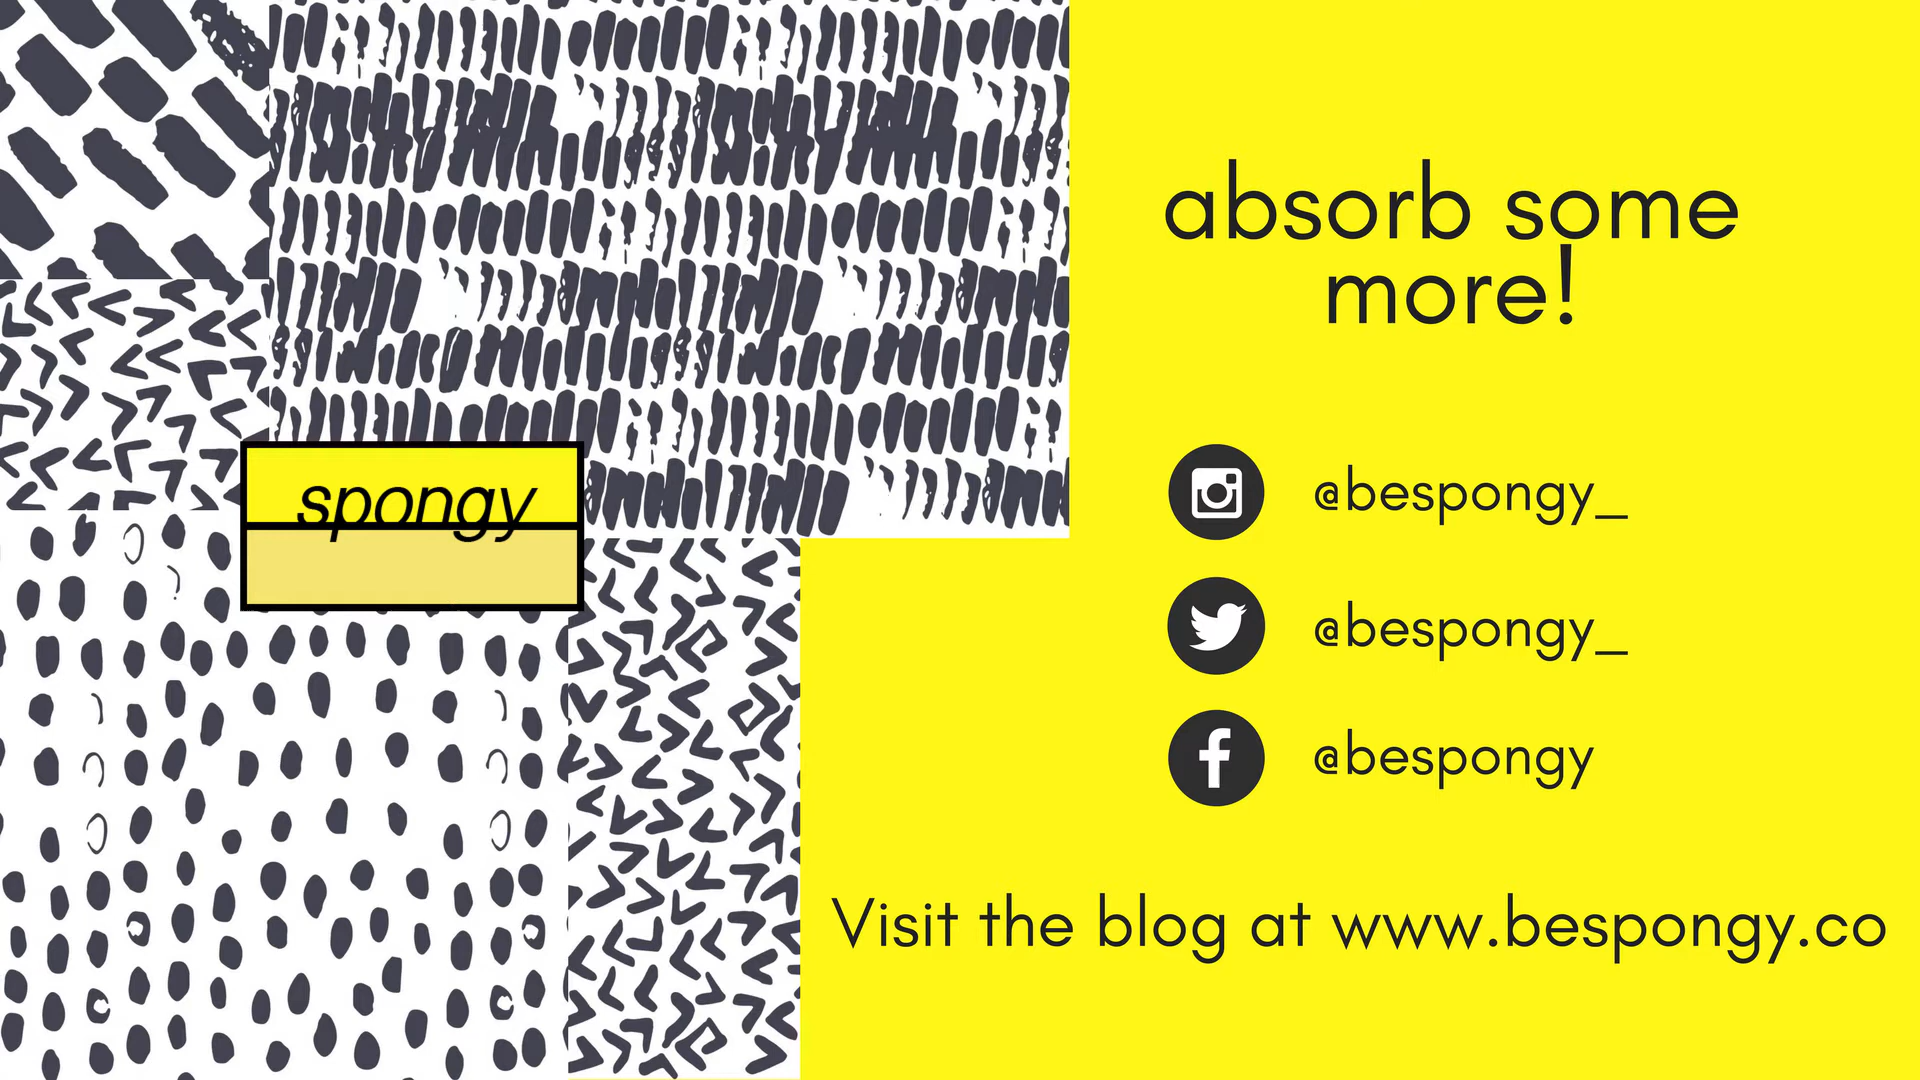 absorb some
more!
spongy
@bespongy_
@bespongy_
@bespongy
Visit the blog at www.bespongy.co